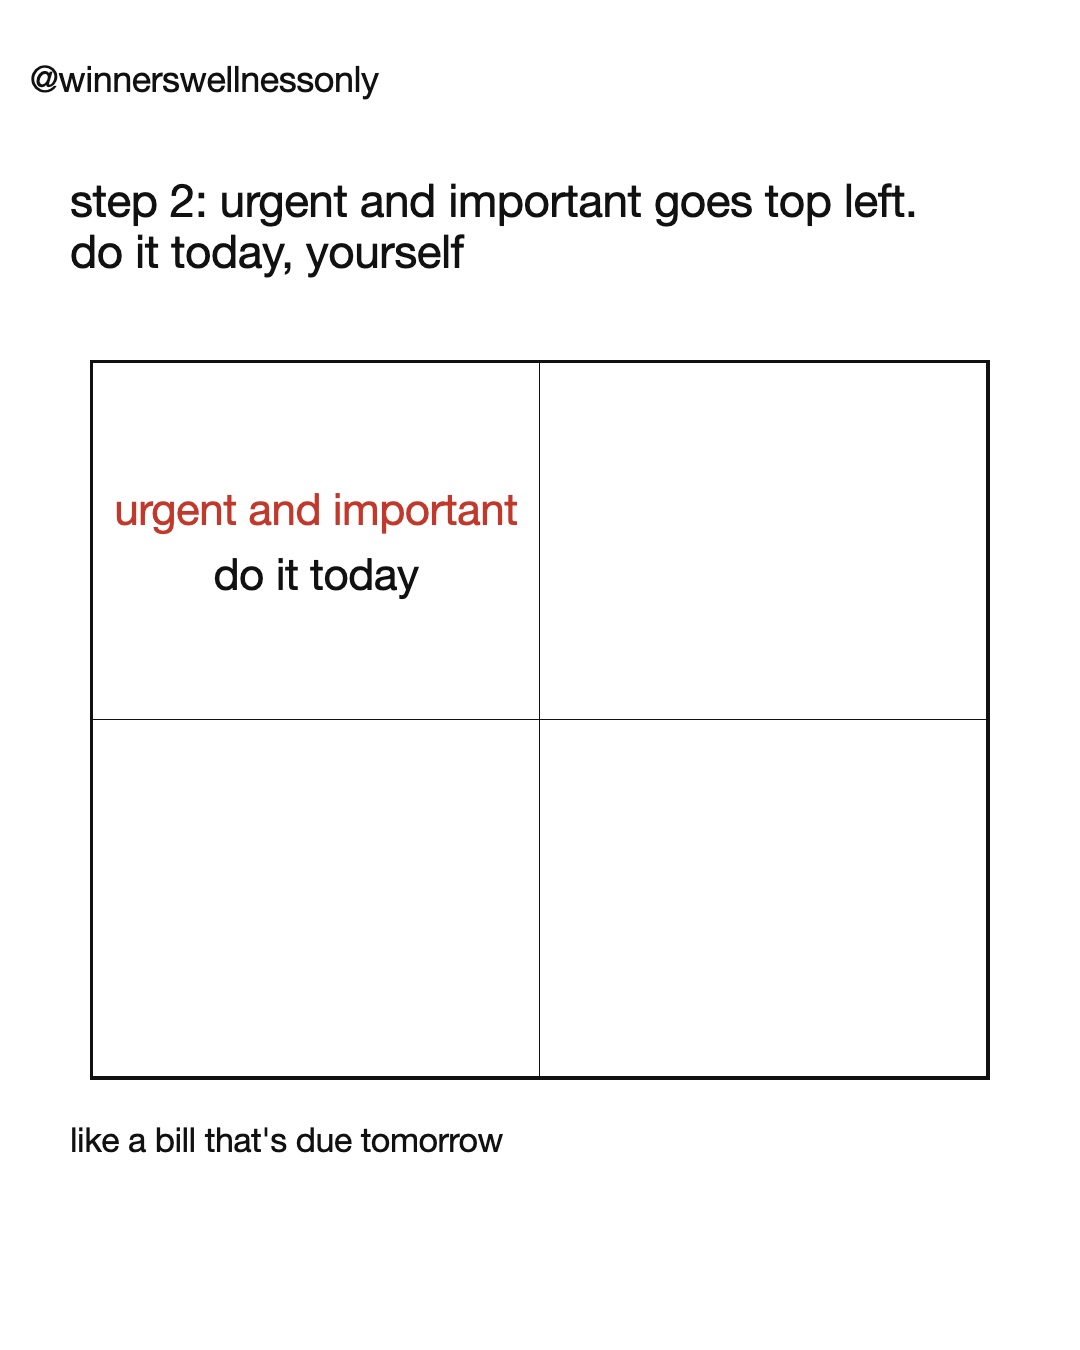 @winnerswellnessonly
step 2: urgent and important goes top left.
do it today, yourself
urgent and important
do it today
like a bill that's due tomorrow